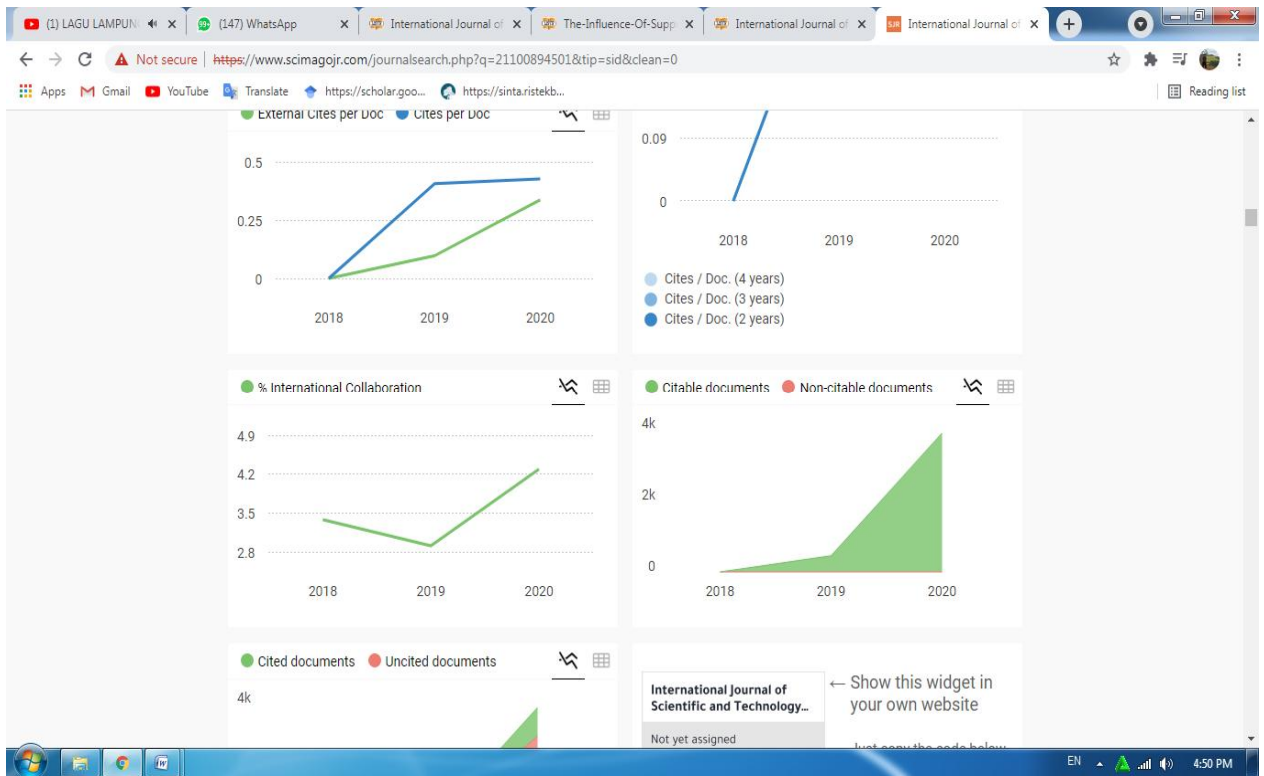 (1) LAGU LAMPUN
(147) WhatsApp
International Journal of
The-Influence-Of-Supp
International Journal of
SJR International Journal of
Not secure | https://www.scimagojr.com/journalsearch.php?q=21100894501&tip=sid&clean=0
Apps Gmail YouTube Translate https://scholar.goo... https://sinta.ristekb... Reading list
External Cites per Doc Cites per Doc
0.5
0.25
0
2018 2019 2020
0.09
0
2018 2019 2020
Cites / Doc. (4 years)
Cites / Doc. (3 years)
Cites / Doc. (2 years)
% International Collaboration
4.9
4.2
3.5
2.8
2018 2019 2020
Citable documents Non-citable documents
4k
2k
0
2018 2019 2020
Cited documents Uncited documents
4k
International Journal of
Scientific and Technology...
Not yet assigned
← Show this widget in
your own website
Just copy the code below
EN 4:50 PM